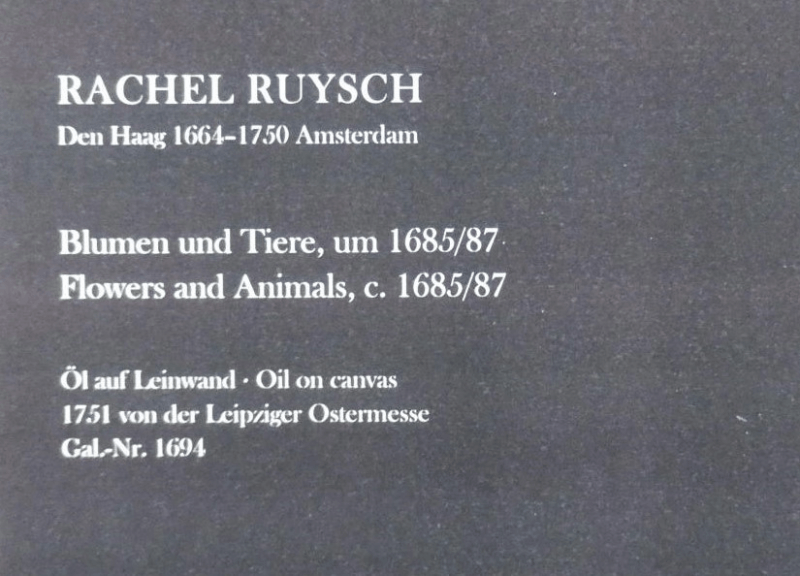 RACHEL RUYSCH
Den Haag 1664–1750 Amsterdam
Blumen und Tiere, um 1685/87
Flowers and Animals, c. 1685/87
Öl auf Leinwand · Oil on canvas
1751 von der Leipziger Ostermesse
Gal.-Nr. 1694